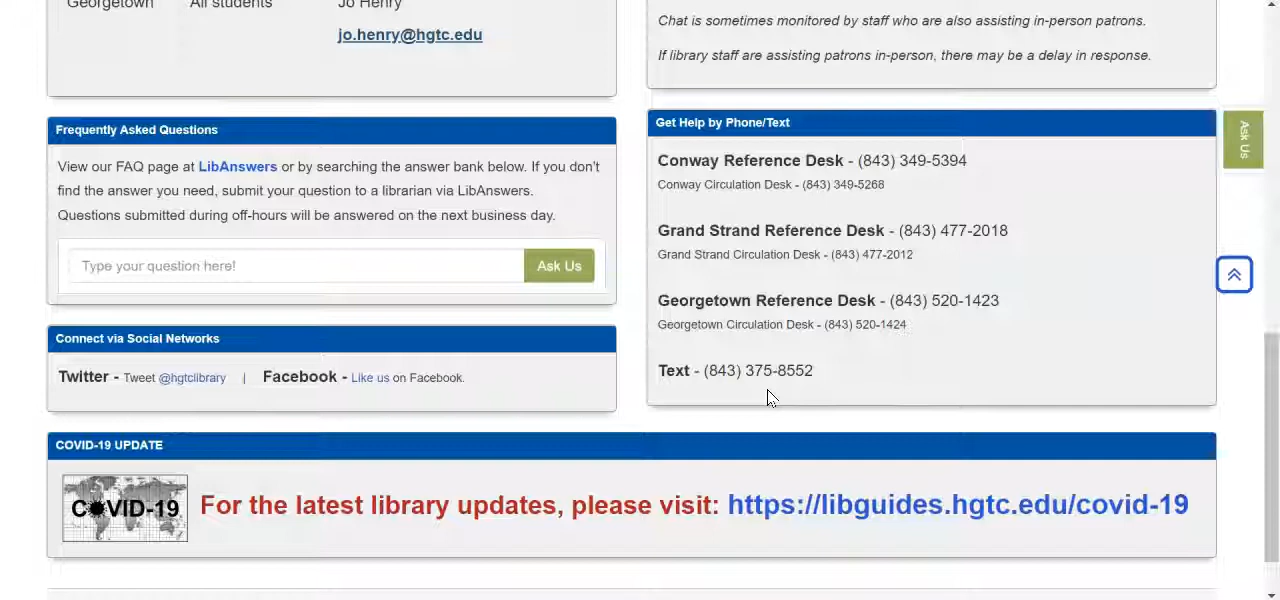 Georgetown All students Jo Henry
jo.henry@hgtc.edu
Chat is sometimes monitored by staff who are also assisting in-person patrons.
If library staff are assisting patrons in-person, there may be a delay in response.
Frequently Asked Questions
View our FAQ page at LibAnswers or by searching the answer bank below. If you don't
find the answer you need, submit your question to a librarian via LibAnswers.
Questions submitted during off-hours will be answered on the next business day.
Type your question here! Ask Us
Connect via Social Networks
Twitter - Tweet @hgtclibrary | Facebook - Like us on Facebook.
Get Help by Phone/Text
Conway Reference Desk - (843) 349-5394
Conway Circulation Desk - (843) 349-5268
Grand Strand Reference Desk - (843) 477-2018
Grand Strand Circulation Desk - (843) 477-2012
Georgetown Reference Desk - (843) 520-1423
Georgetown Circulation Desk - (843) 520-1424
Text - (843) 375-8552
Ask Us
COVID-19 UPDATE
COVID-19
For the latest library updates, please visit: https://libguides.hgtc.edu/covid-19